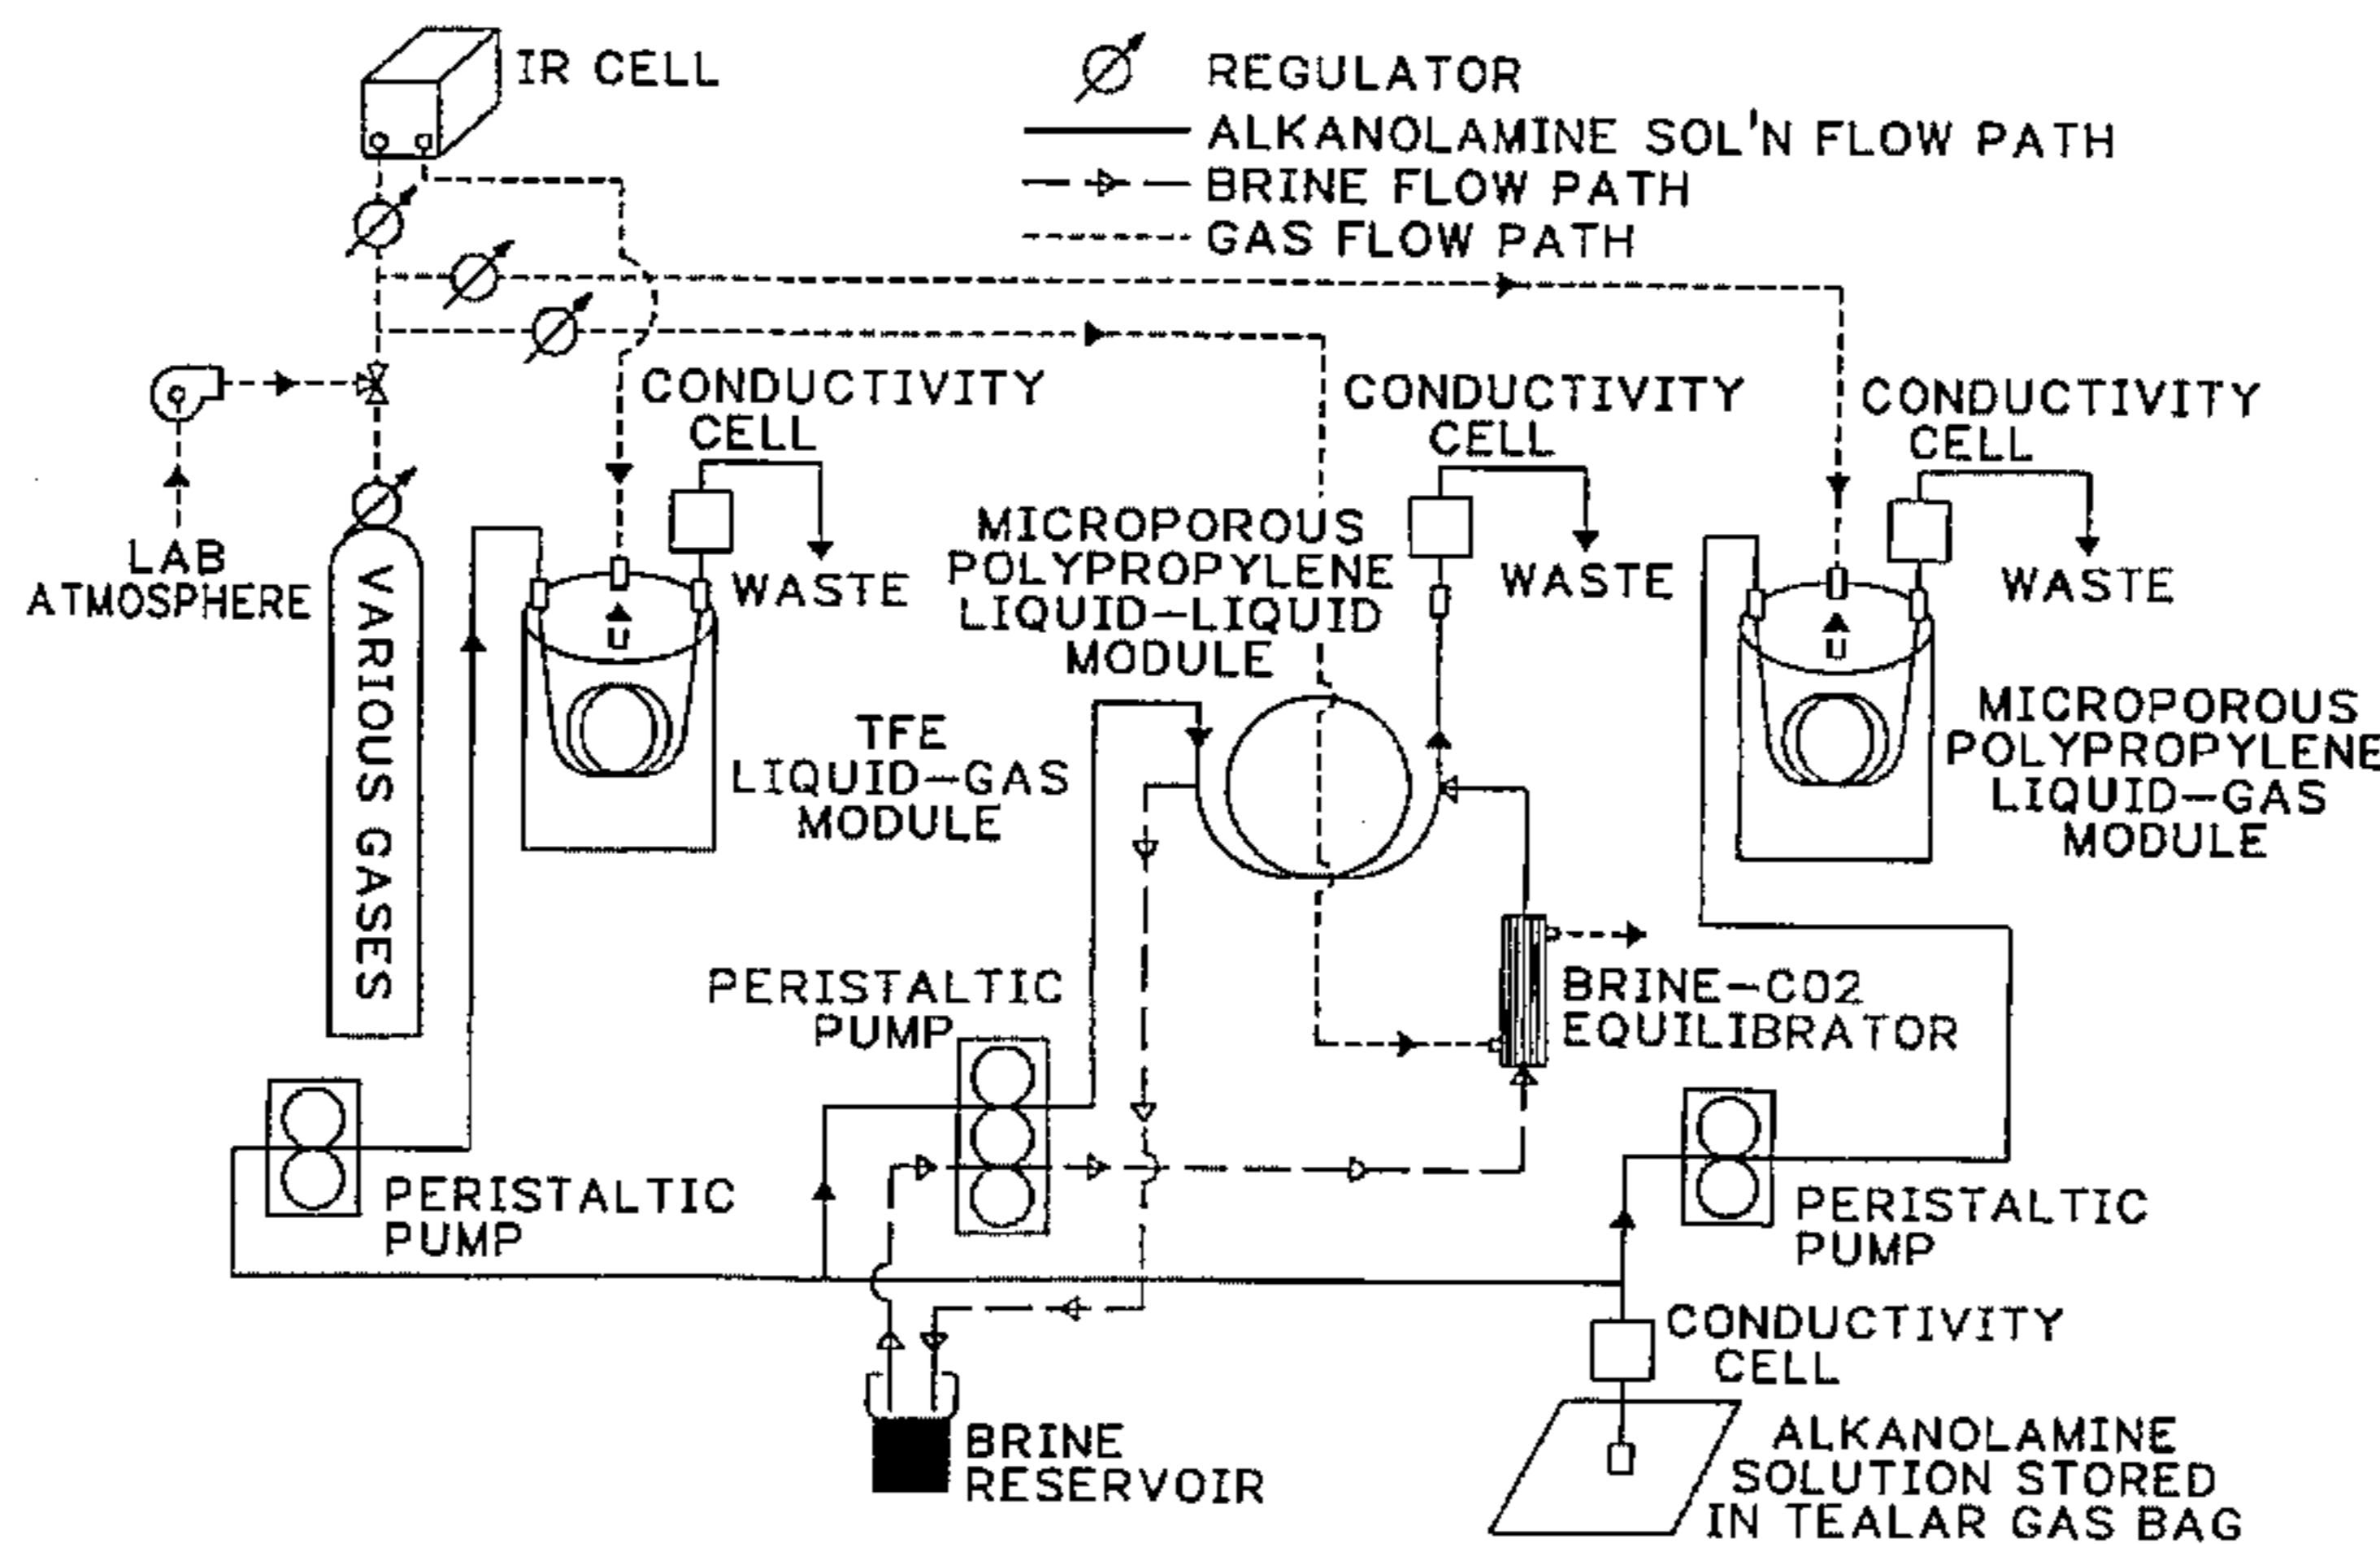 IR CELL
REGULATOR
ALKANOLAMINE SOL'N FLOW PATH
BRINE FLOW PATH
GAS FLOW PATH
CONDUCTIVITY
CELL
CONDUCTIVITY
CELL
CONDUCTIVITY
CELL
LAB
ATMOSPHERE
VARIOUS GASES
WASTE
MICROPOROUS
POLYPROPYLENE
LIQUID-LIQUID
MODULE
WASTE
WASTE
TFE
LIQUID-GAS
MODULE
MICROPOROUS
POLYPROPYLENE
LIQUID-GAS
MODULE
PERISTALTIC
PUMP
BRINE-CO2
EQUILIBRATOR
PERISTALTIC
PUMP
PERISTALTIC
PUMP
CONDUCTIVITY
CELL
BRINE
RESERVOIR
ALKANOLAMINE
SOLUTION STORED
IN TEALAR GAS BAG